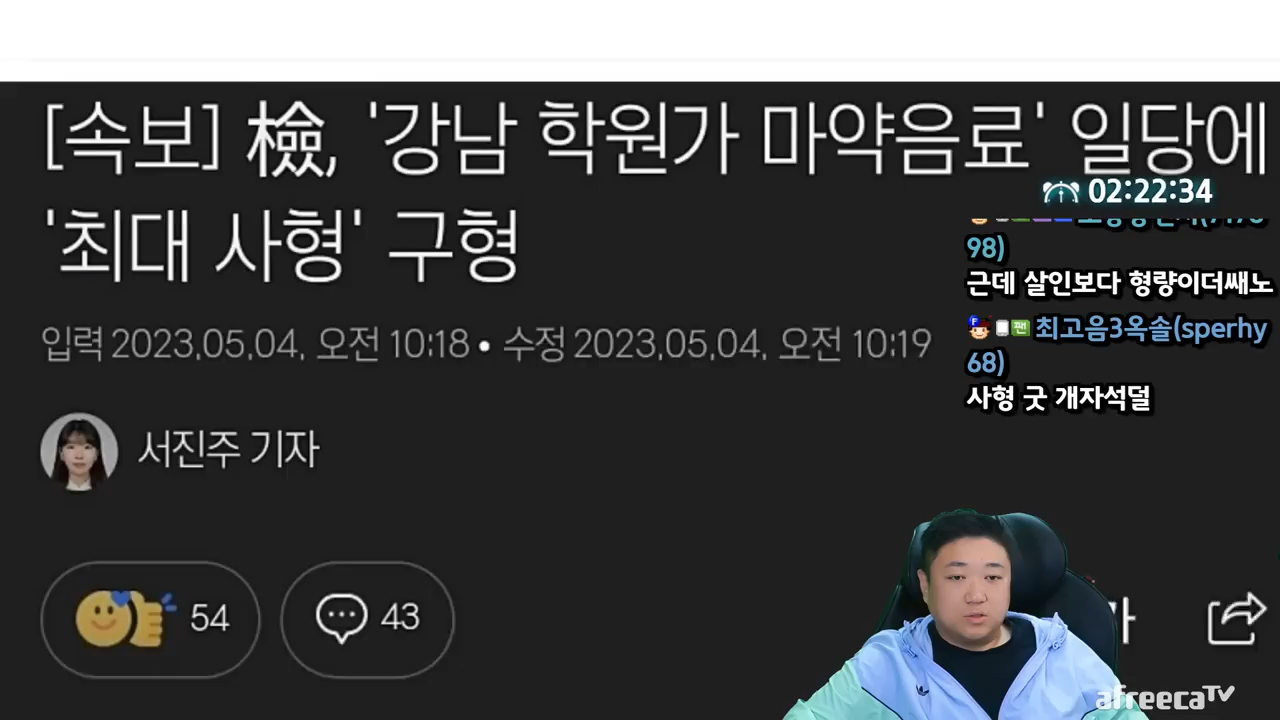 [속보] 檢, '강남 학원가 마약음료' 일당에
'최대 사형' 구형
입력 2023.05.04. 오전 10:18 • 수정 2023.05.04. 오전 10:19
서진주 기자
54
43
02:22:34
98)
근데 살인보다 형량이더쌔노
F 팬 최고음3옥솔(sperhy
68)
사형 굿 개자석덜
가
afreecaTV